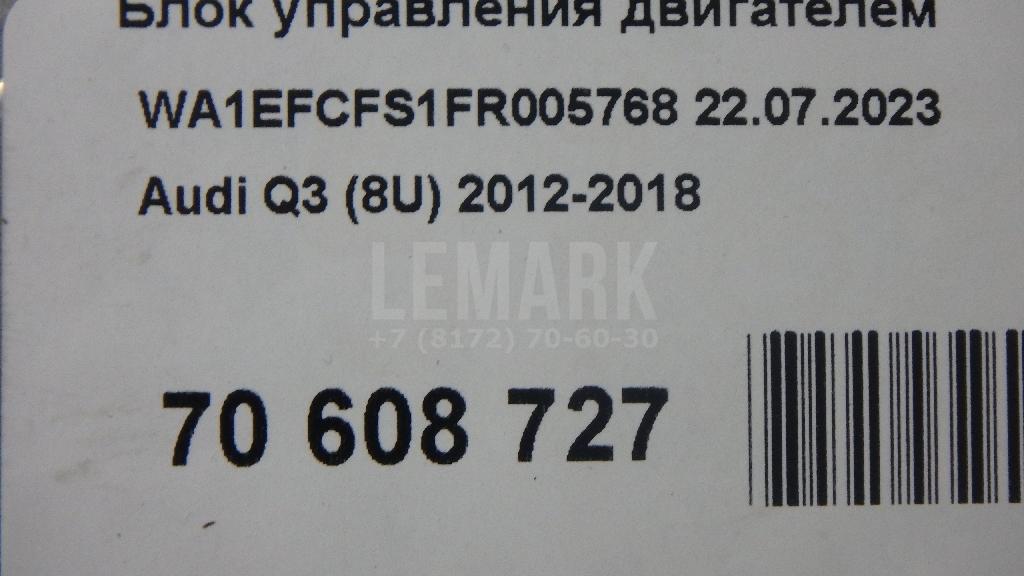 Блок управления двигателем
WA1EFCFS1FR005768 22.07.2023
Audi Q3 (8U) 2012-2018
LEMARK
+7 (8172) 70-60-30
70 608 727